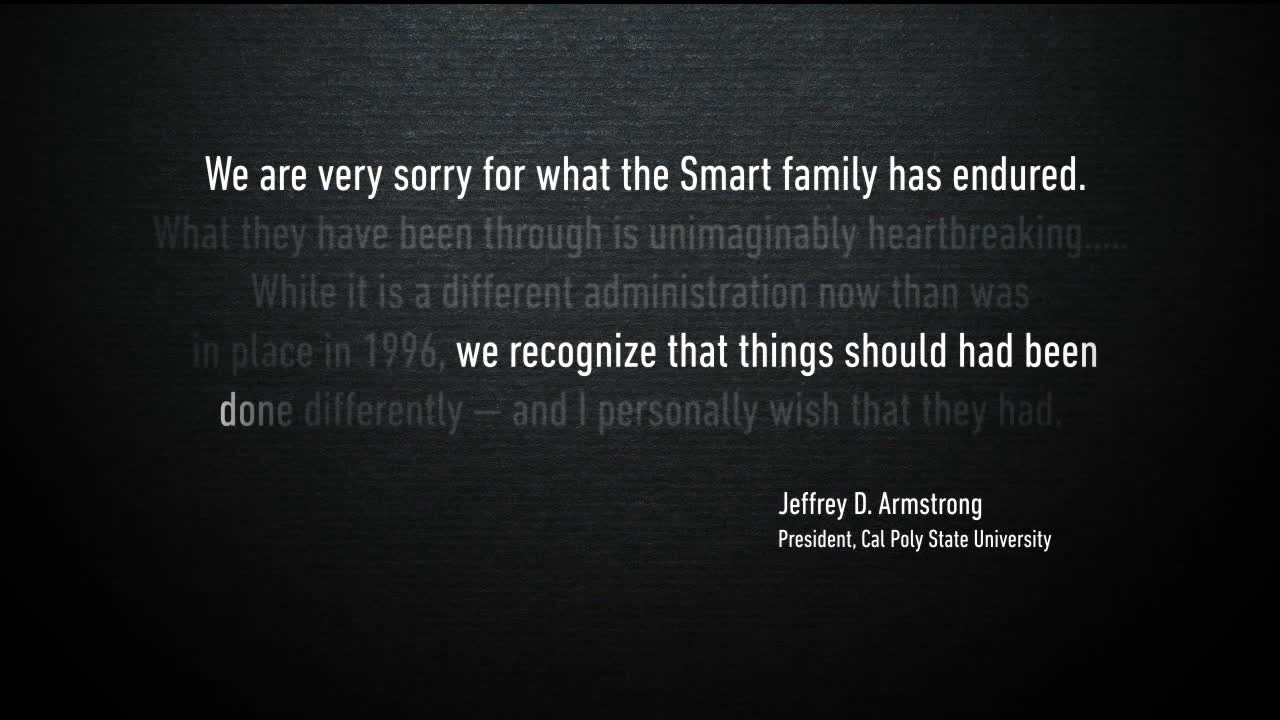 We are very sorry for what the Smart family has endured.
What they have been through is unimaginably heartbreaking.....
While it is a different administration now than was
in place in 1996, we recognize that things should had been
done differently — and I personally wish that they had.
Jeffrey D. Armstrong
President, Cal Poly State University